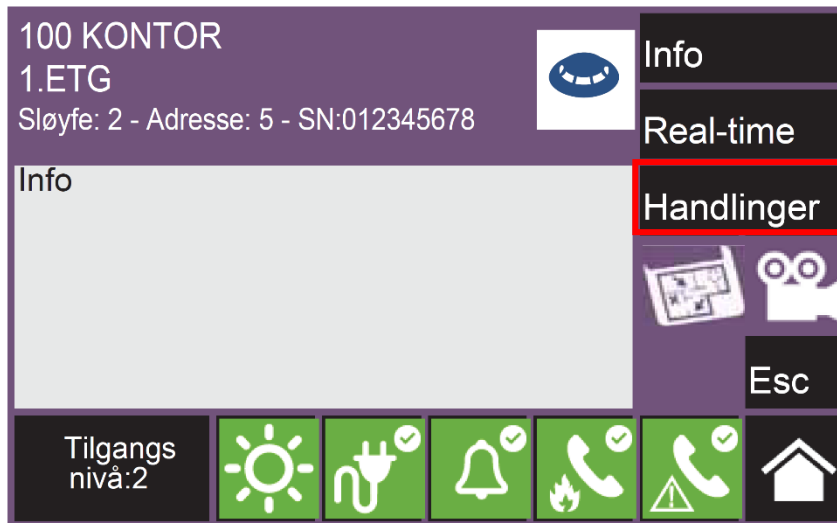 100 KONTOR
1.ETG
Sløyfe: 2 - Adresse: 5 - SN:012345678
Info
Info
Real-time
Handlinger
Esc
Tilgangs
nivå:2